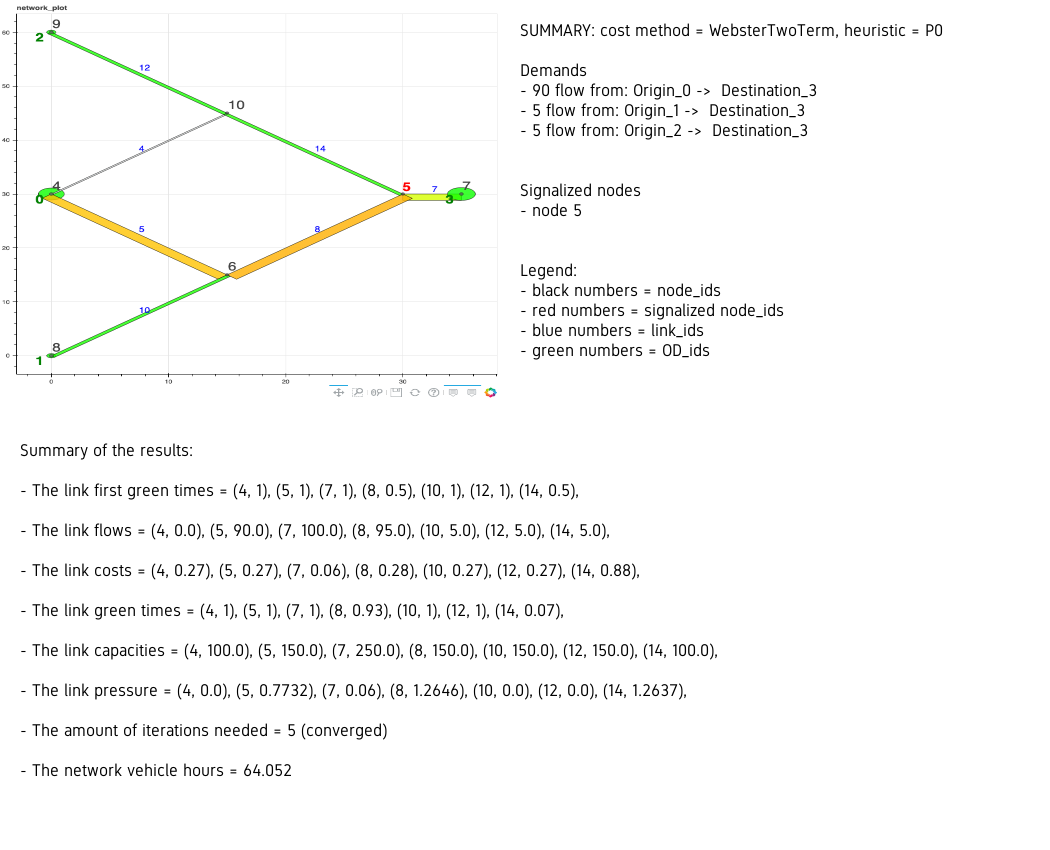 network_plot
60
50
40
30
20
10
0
0
10
20
30
9
2
12
10
4
14
4
0
5
7
7
3
5
8
6
10
8
1
SUMMARY: cost method = WebsterTwoTerm, heuristic = P0
Demands
- 90 flow from: Origin_0 -> Destination_3
- 5 flow from: Origin_1 -> Destination_3
- 5 flow from: Origin_2 -> Destination_3
Signalized nodes
- node 5
Legend:
- black numbers = node_ids
- red numbers = signalized node_ids
- blue numbers = link_ids
- green numbers = OD_ids
Summary of the results:
- The link first green times = (4, 1), (5, 1), (7, 1), (8, 0.5), (10, 1), (12, 1), (14, 0.5),
- The link flows = (4, 0.0), (5, 90.0), (7, 100.0), (8, 95.0), (10, 5.0), (12, 5.0), (14, 5.0),
- The link costs = (4, 0.27), (5, 0.27), (7, 0.06), (8, 0.28), (10, 0.27), (12, 0.27), (14, 0.88),
- The link green times = (4, 1), (5, 1), (7, 1), (8, 0.93), (10, 1), (12, 1), (14, 0.07),
- The link capacities = (4, 100.0), (5, 150.0), (7, 250.0), (8, 150.0), (10, 150.0), (12, 150.0), (14, 100.0),
- The link pressure = (4, 0.0), (5, 0.7732), (7, 0.06), (8, 1.2646), (10, 0.0), (12, 0.0), (14, 1.2637),
- The amount of iterations needed = 5 (converged)
- The network vehicle hours = 64.052